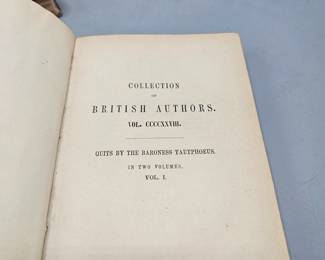 COLLECTION
OF
BRITISH AUTHORS.
VOL. CCCCXXVIII.
QUITS BY THE BARONESS TAUTPHOEUS.
IN TWO VOLUMES.
VOL. I.